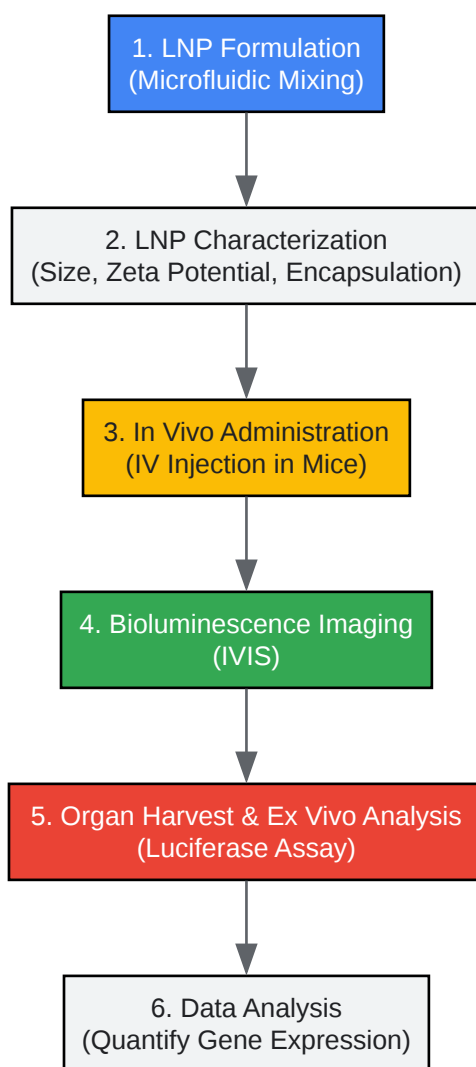 1. LNP Formulation
(Microfluidic Mixing)
2. LNP Characterization
(Size, Zeta Potential, Encapsulation)
3. In Vivo Administration
(IV Injection in Mice)
4. Bioluminescence Imaging
(IVIS)
5. Organ Harvest & Ex Vivo Analysis
(Luciferase Assay)
6. Data Analysis
(Quantify Gene Expression)